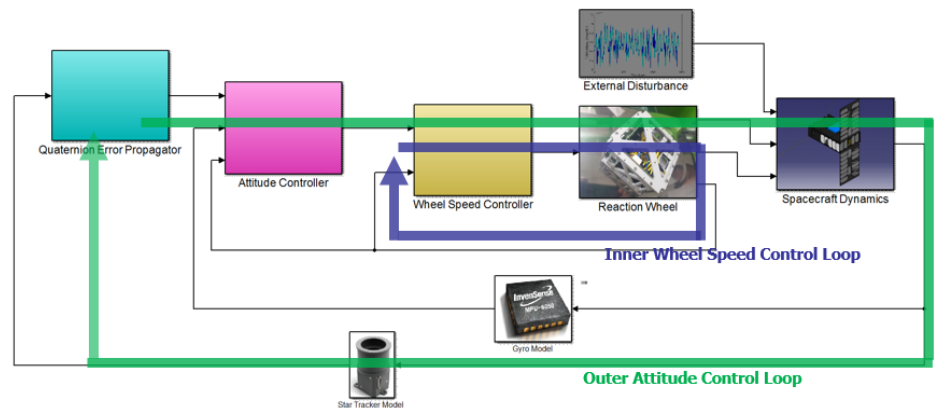 External Disturbance
Quaternion Error Propagator
Attitude Controller
Wheel Speed Controller
Reaction Wheel
Spacecraft Dynamics
Inner Wheel Speed Control Loop
InvenSense
MPU-6050
Gyro Model
Outer Attitude Control Loop
Star Tracker Model